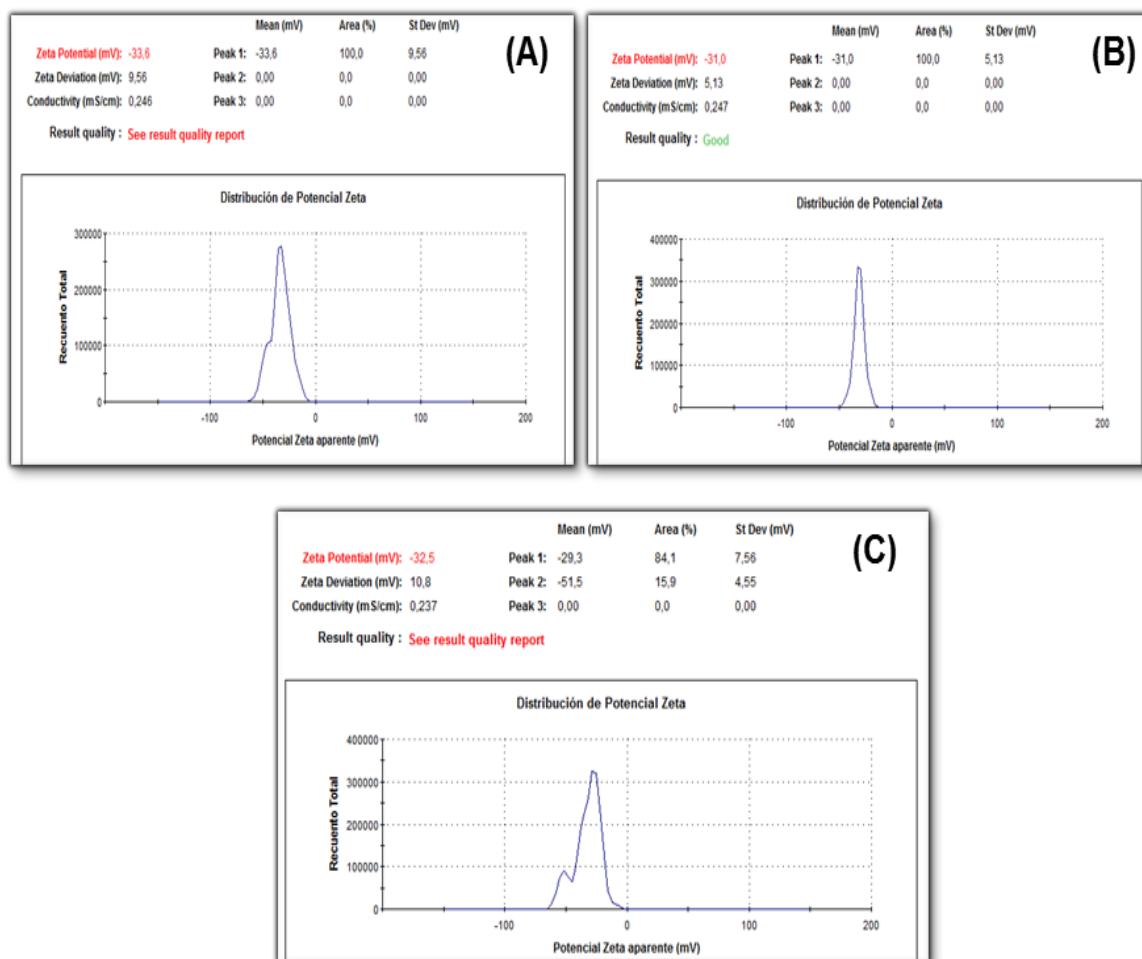 Mean (mV) Area (%) St Dev (mV)
Zeta Potential (mV): -33,6 Peak 1: -33,6 100,0 9,56
Zeta Deviation (mV): 9,56 Peak 2: 0,00 0,0 0,00
Conductivity (mS/cm): 0,246 Peak 3: 0,00 0,0 0,00
Result quality : See result quality report
(A)
Distribución de Potencial Zeta
Recuento Total
300000
200000
100000
0
-100 0 100 200
Potencial Zeta aparente (mV)
Mean (mV) Area (%) St Dev (mV)
Zeta Potential (mV): -31,0 Peak 1: -31,0 100,0 5,13
Zeta Deviation (mV): 5,13 Peak 2: 0,00 0,0 0,00
Conductivity (mS/cm): 0,247 Peak 3: 0,00 0,0 0,00
Result quality : Good
(B)
Distribución de Potencial Zeta
Recuento Total
400000
300000
200000
100000
0
-100 0 100 200
Potencial Zeta aparente (mV)
Mean (mV) Area (%) St Dev (mV)
Zeta Potential (mV): -32,5 Peak 1: -29,3 84,1 7,56
Zeta Deviation (mV): 10,8 Peak 2: -51,5 15,9 4,55
Conductivity (mS/cm): 0,237 Peak 3: 0,00 0,0 0,00
Result quality : See result quality report
(C)
Distribución de Potencial Zeta
Recuento Total
400000
300000
200000
100000
0
-100 0 100 200
Potencial Zeta aparente (mV)